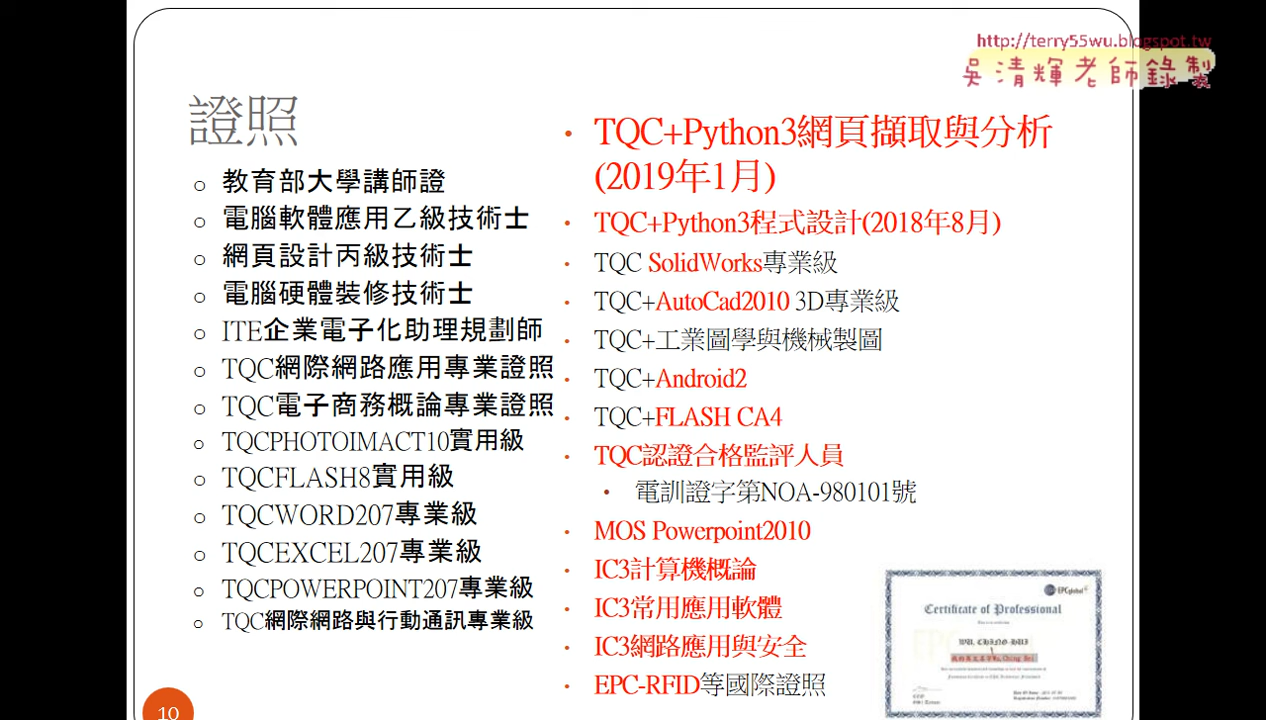 http://terry55wu.blogspot.tw
吳清輝老師錄製
證照
教育部大學講師證
電腦軟體應用乙級技術士
網頁設計丙級技術士
電腦硬體裝修技術士
ITE企業電子化助理規劃師
TQC網際網路應用專業證照
TQC電子商務概論專業證照
TQCPHOTOIMACT10實用級
TQCFLASH8實用級
TQCWORD207專業級
TQCEXCEL207專業級
TQCPOWERPOINT207專業級
TQC網際網路與行動通訊專業級
TQC+Python3網頁擷取與分析
(2019年1月)
TQC+Python3程式設計(2018年8月)
TQC SolidWorks專業級
TQC+AutoCad2010 3D專業級
TQC+工業圖學與機械製圖
TQC+Android2
TQC+FLASH CA4
TQC認證合格監評人員
電訓證字第NOA-980101號
MOS Powerpoint2010
IC3計算機概論
IC3常用應用軟體
IC3網路應用與安全
EPC-RFID等國際證照
EPCglobal
Certificate of Professional
WU, CHING-HUI
10